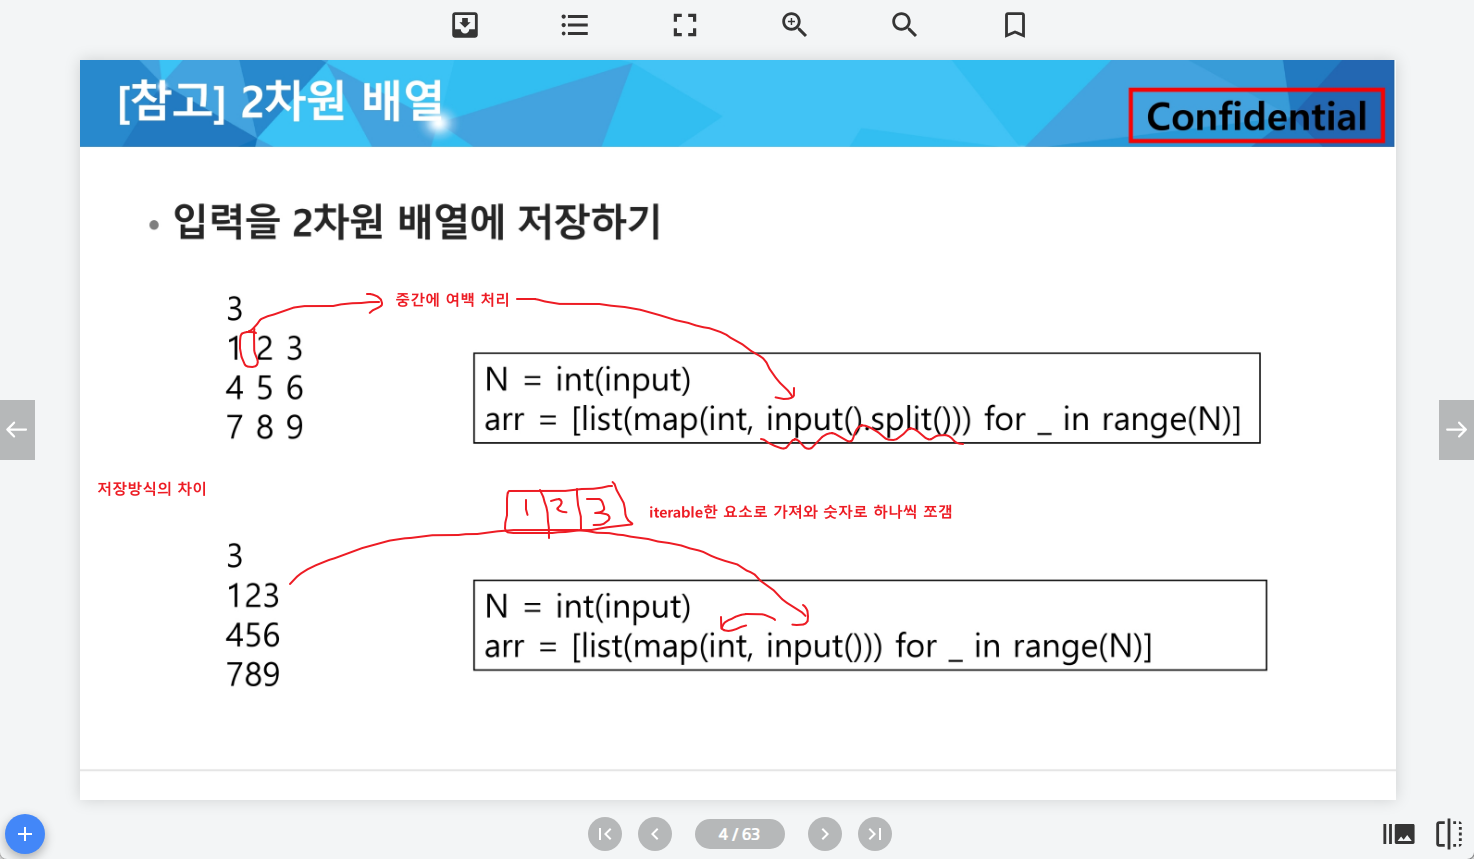 [참고] 2차원 배열
Confidential
• 입력을 2차원 배열에 저장하기
3
중간에 여백 처리
1 2 3
4 5 6
7 8 9
N = int(input)
arr = [list(map(int, input().split())) for _ in range(N)]
저장방식의 차이
1 2 3
iterable한 요소로 가져와 숫자로 하나씩 쪼갬
3
123
456
789
N = int(input)
arr = [list(map(int, input())) for _ in range(N)]
4 / 63